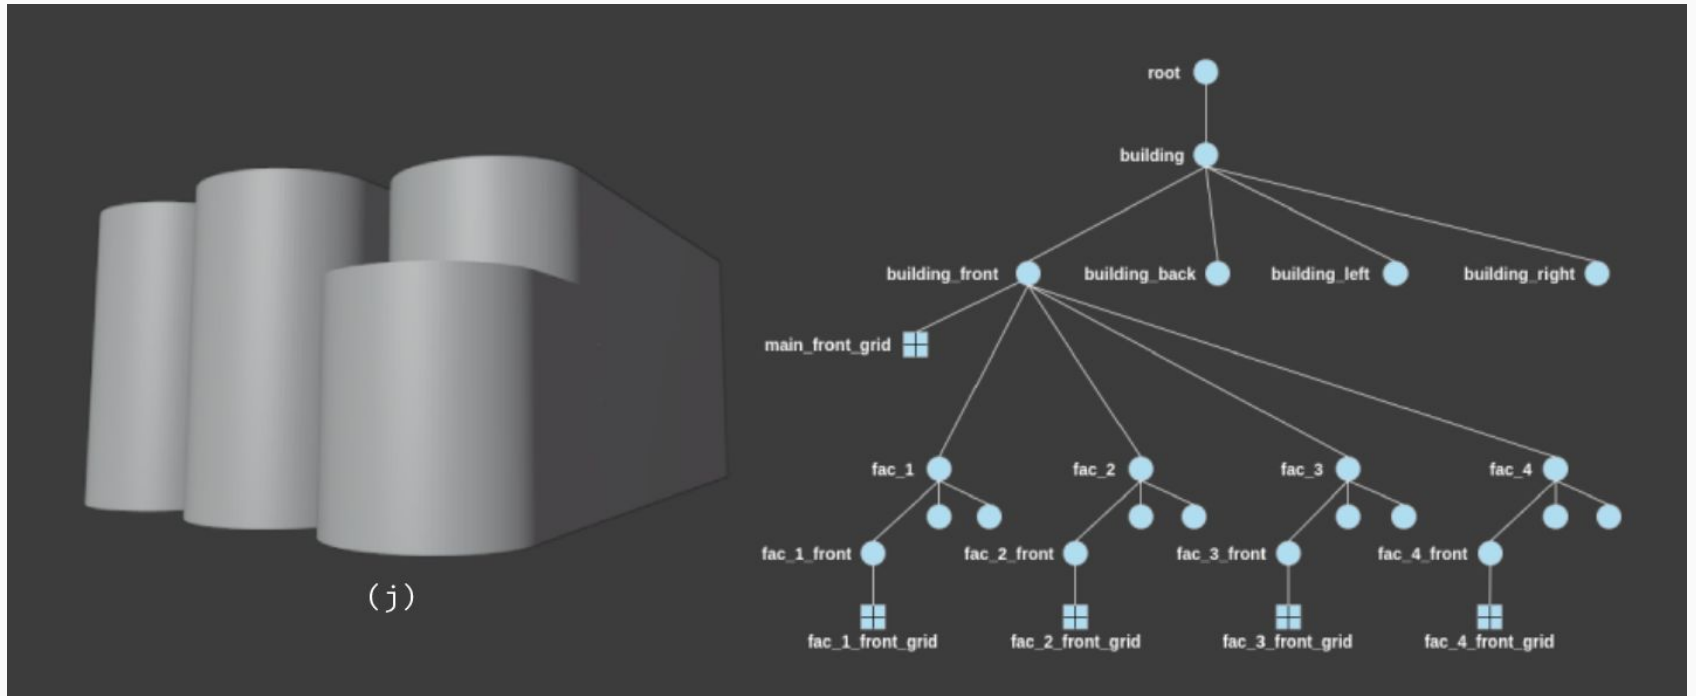 root
building
building_front
building_back
building_left
building_right
main_front_grid
fac_1
fac_2
fac_3
fac_4
fac_1_front
fac_2_front
fac_3_front
fac_4_front
(j)
fac_1_front_grid
fac_2_front_grid
fac_3_front_grid
fac_4_front_grid